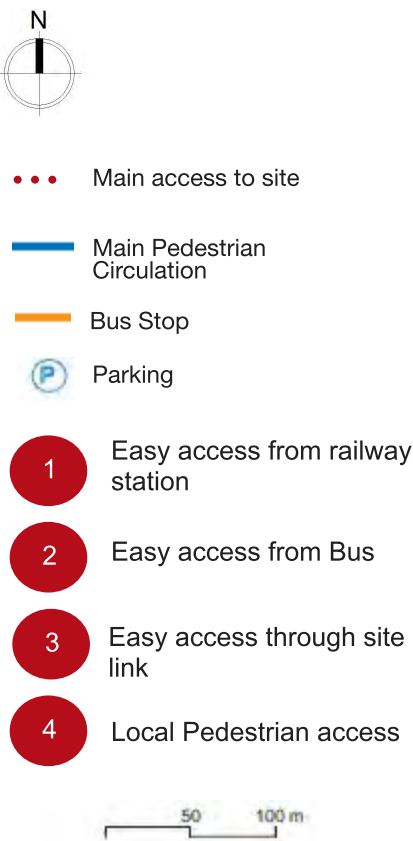 N
Main access to site
Main Pedestrian
Circulation
Bus Stop
P
Parking
1
Easy access from railway
station
2
Easy access from Bus
3
Easy access through site
link
4
Local Pedestrian access
50 100 m